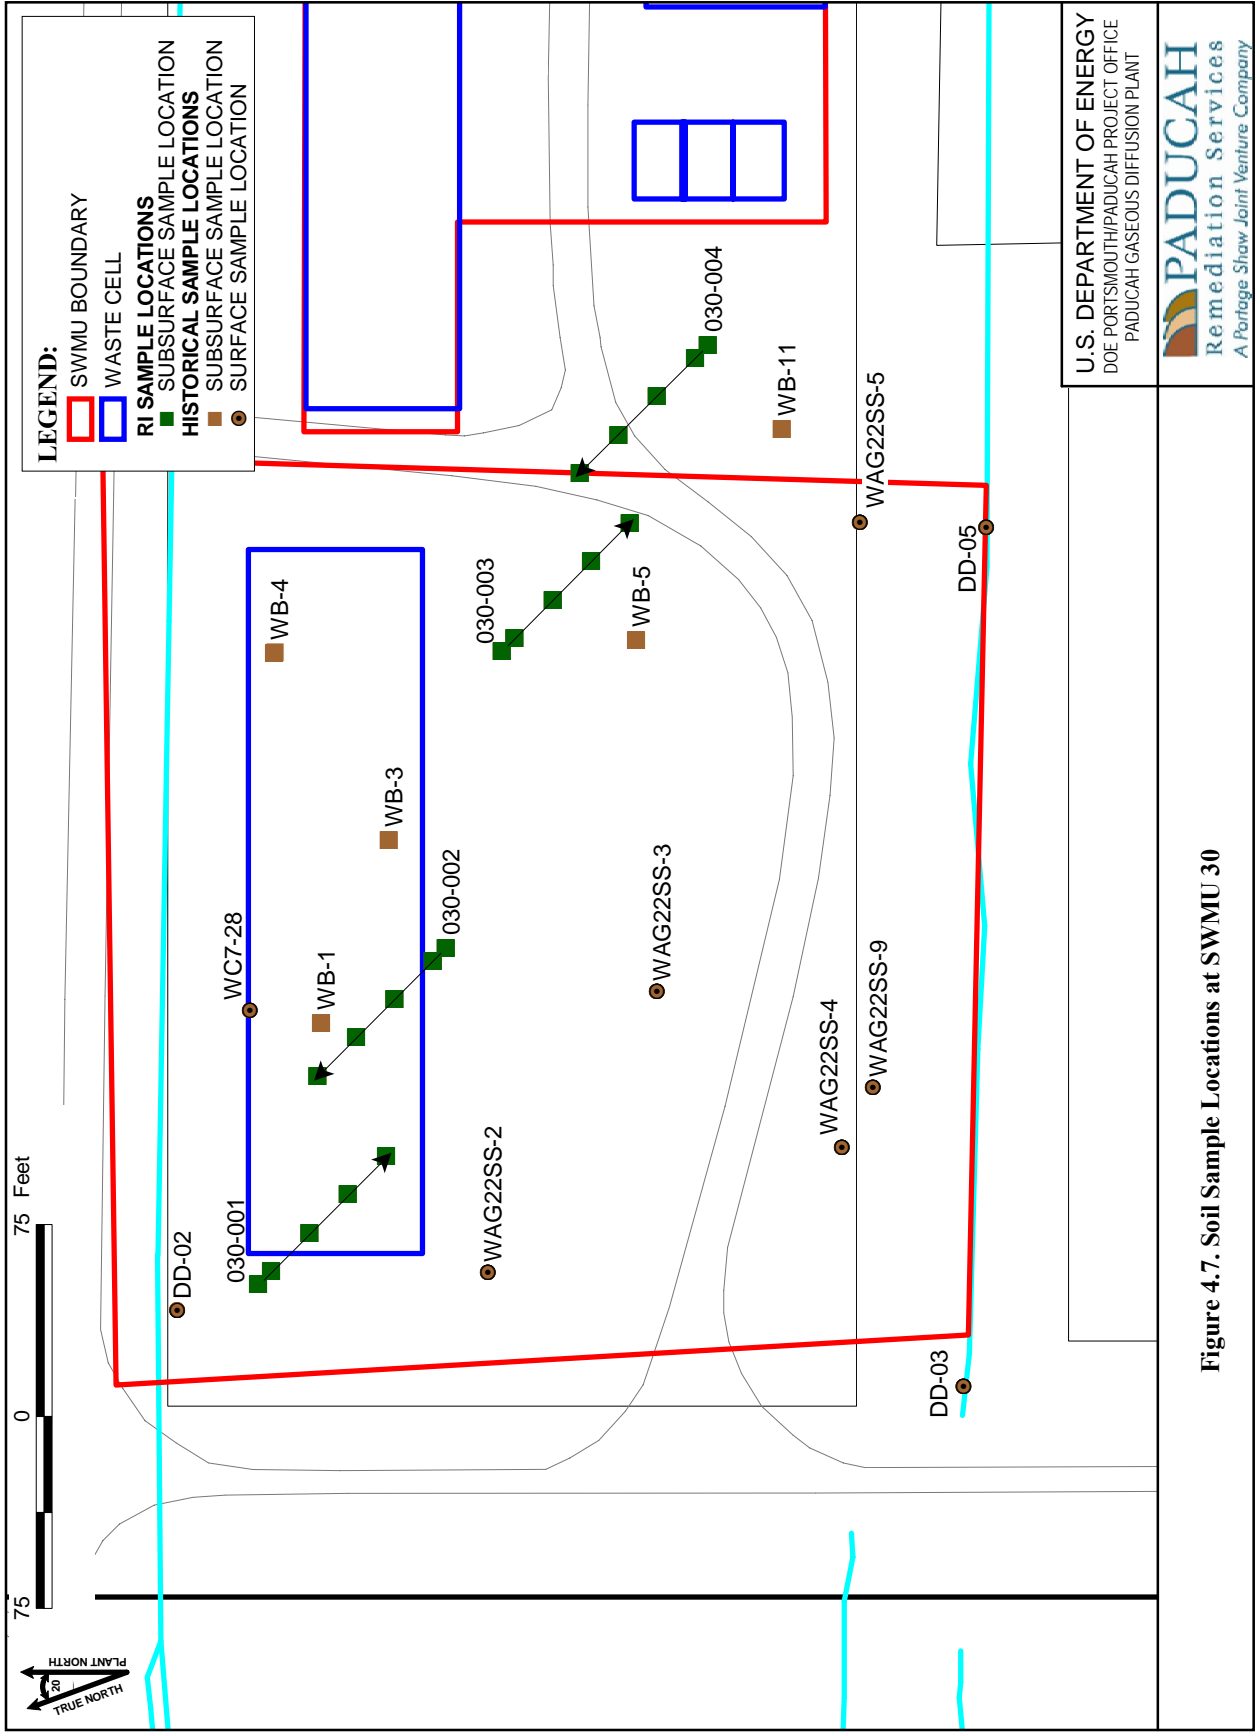 LEGEND:
SWMU BOUNDARY
WASTE CELL
RI SAMPLE LOCATIONS
SUBSURFACE SAMPLE LOCATION
HISTORICAL SAMPLE LOCATIONS
SUBSURFACE SAMPLE LOCATION
SURFACE SAMPLE LOCATION
75 0 75 Feet
PLANT NORTH
20
TRUE NORTH
DD-02
030-001
WC7-28
WB-1
WB-4
WB-3
030-002
030-003
WB-5
030-004
WB-11
WAG22SS-2
WAG22SS-3
WAG22SS-4
WAG22SS-9
WAG22SS-5
DD-03
DD-05
U.S. DEPARTMENT OF ENERGY
DOE PORTSMOUTH/PADUCAH PROJECT OFFICE
PADUCAH GASEOUS DIFFUSION PLANT
PADUCAH
Remediation Services
A Portage Shaw Joint Venture Company
Figure 4.7. Soil Sample Locations at SWMU 30